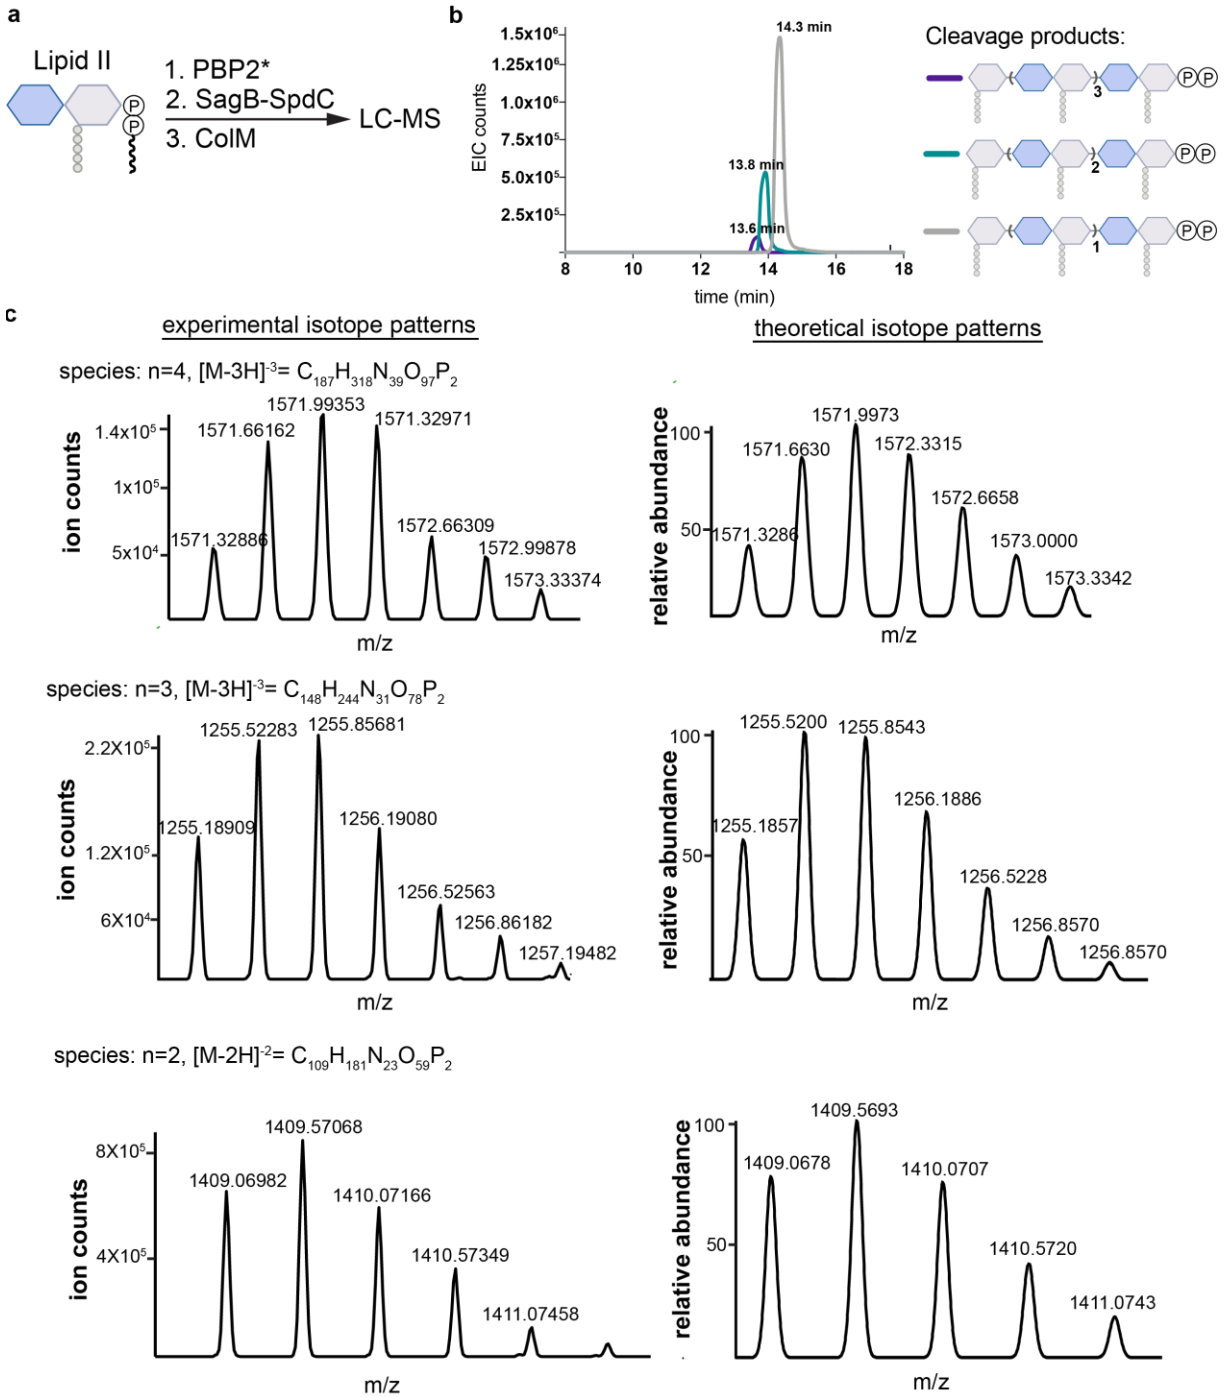 a
Lipid II
P
P
1. PBP2*
2. SagB-SpdC
3. ColM
LC-MS
b
EIC counts
1.5x10⁶
1.25x10⁶
1.0x10⁶
7.5x10⁵
5.0x10⁵
2.5x10⁵
14.3 min
13.8 min
13.6 min
8 10 12 14 16 18
time (min)
Cleavage products:
3 P P
2 P P
1 P P
c
experimental isotope patterns
theoretical isotope patterns
species: n=4, [M-3H]⁻³= C₁₈₇H₃₁₈N₃₉O₉₇P₂
ion counts
1.4x10⁵
1x10⁵
5x10⁴
1571.32886
1571.66162
1571.99353
1571.32971
1572.66309
1572.99878
1573.33374
m/z
relative abundance
100
50
1571.3286
1571.6630
1571.9973
1572.3315
1572.6658
1573.0000
1573.3342
m/z
species: n=3, [M-3H]⁻³= C₁₄₈H₂₄₄N₃₁O₇₈P₂
ion counts
2.2X10⁵
1.2X10⁵
6X10⁴
1255.18909
1255.52283
1255.85681
1256.19080
1256.52563
1256.86182
1257.19482
m/z
relative abundance
100
50
1255.1857
1255.5200
1255.8543
1256.1886
1256.5228
1256.8570
1256.8570
m/z
species: n=2, [M-2H]⁻²= C₁₀₉H₁₈₁N₂₃O₅₉P₂
ion counts
8X10⁵
4X10⁵
1409.06982
1409.57068
1410.07166
1410.57349
1411.07458
m/z
relative abundance
100
50
1409.0678
1409.5693
1410.0707
1410.5720
1411.0743
m/z